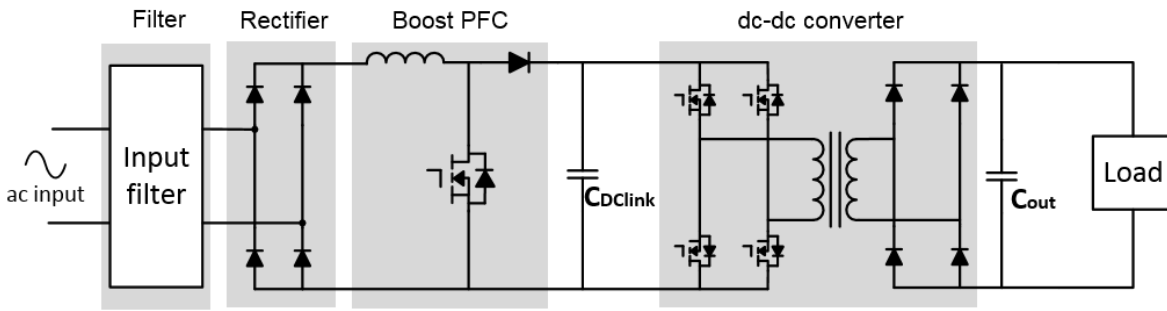 Filter
Rectifier
Boost PFC
dc-dc converter
Input
filter
ac input
CDClink
Cout
Load